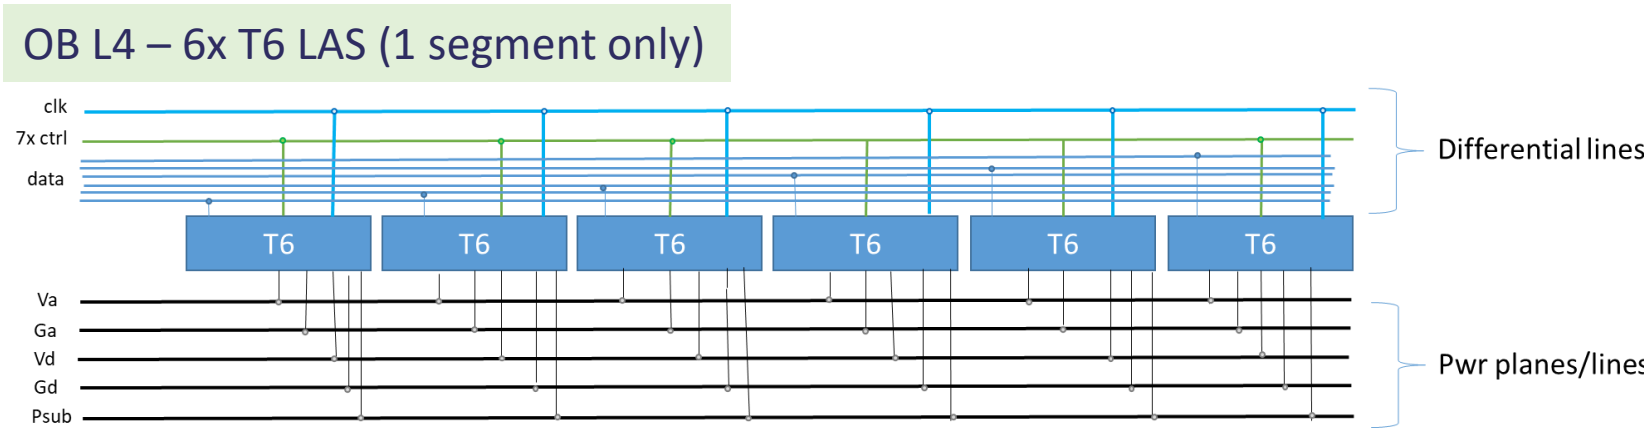 OB L4 – 6x T6 LAS (1 segment only)
clk
7x ctrl
data
Differential lines
T6 T6 T6 T6 T6 T6
Va
Ga
Vd
Gd
Psub
Pwr planes/lines